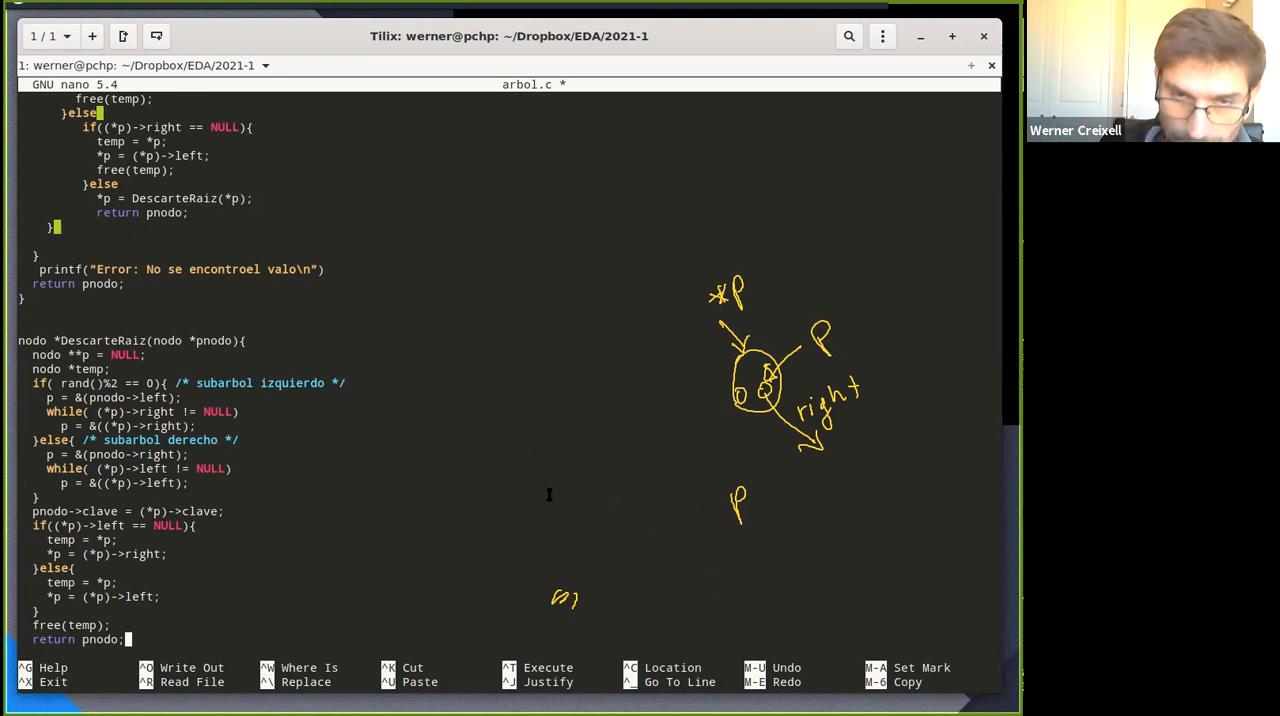 1 / 1
Tilix: werner@pchp: ~/Dropbox/EDA/2021-1
1: werner@pchp: ~/Dropbox/EDA/2021-1
GNU nano 5.4 arbol.c *
free(temp);
}else
if((*p)->right == NULL){
temp = *p;
*p = (*p)->left;
free(temp);
}else
*p = DescarteRaiz(*p);
return pnodo;
}
}
printf("Error: No se encontroel valo\n")
return pnodo;
}
nodo *DescarteRaiz(nodo *pnodo){
nodo **p = NULL;
nodo *temp;
if( rand()%2 == 0){ /* subarbol izquierdo */
p = &(pnodo->left);
while( (*p)->right != NULL)
p = &((*p)->right);
}else{ /* subarbol derecho */
p = &(pnodo->right);
while( (*p)->left != NULL)
p = &((*p)->left);
}
pnodo->clave = (*p)->clave;
if((*p)->left == NULL){
temp = *p;
*p = (*p)->right;
}else{
temp = *p;
*p = (*p)->left;
}
free(temp);
return pnodo;
*P
P
right
P
^G Help ^O Write Out ^W Where Is ^K Cut ^T Execute ^C Location M-U Undo M-A Set Mark
^X Exit ^R Read File ^\ Replace ^U Paste ^J Justify ^_ Go To Line M-E Redo M-6 Copy
Werner Creixell